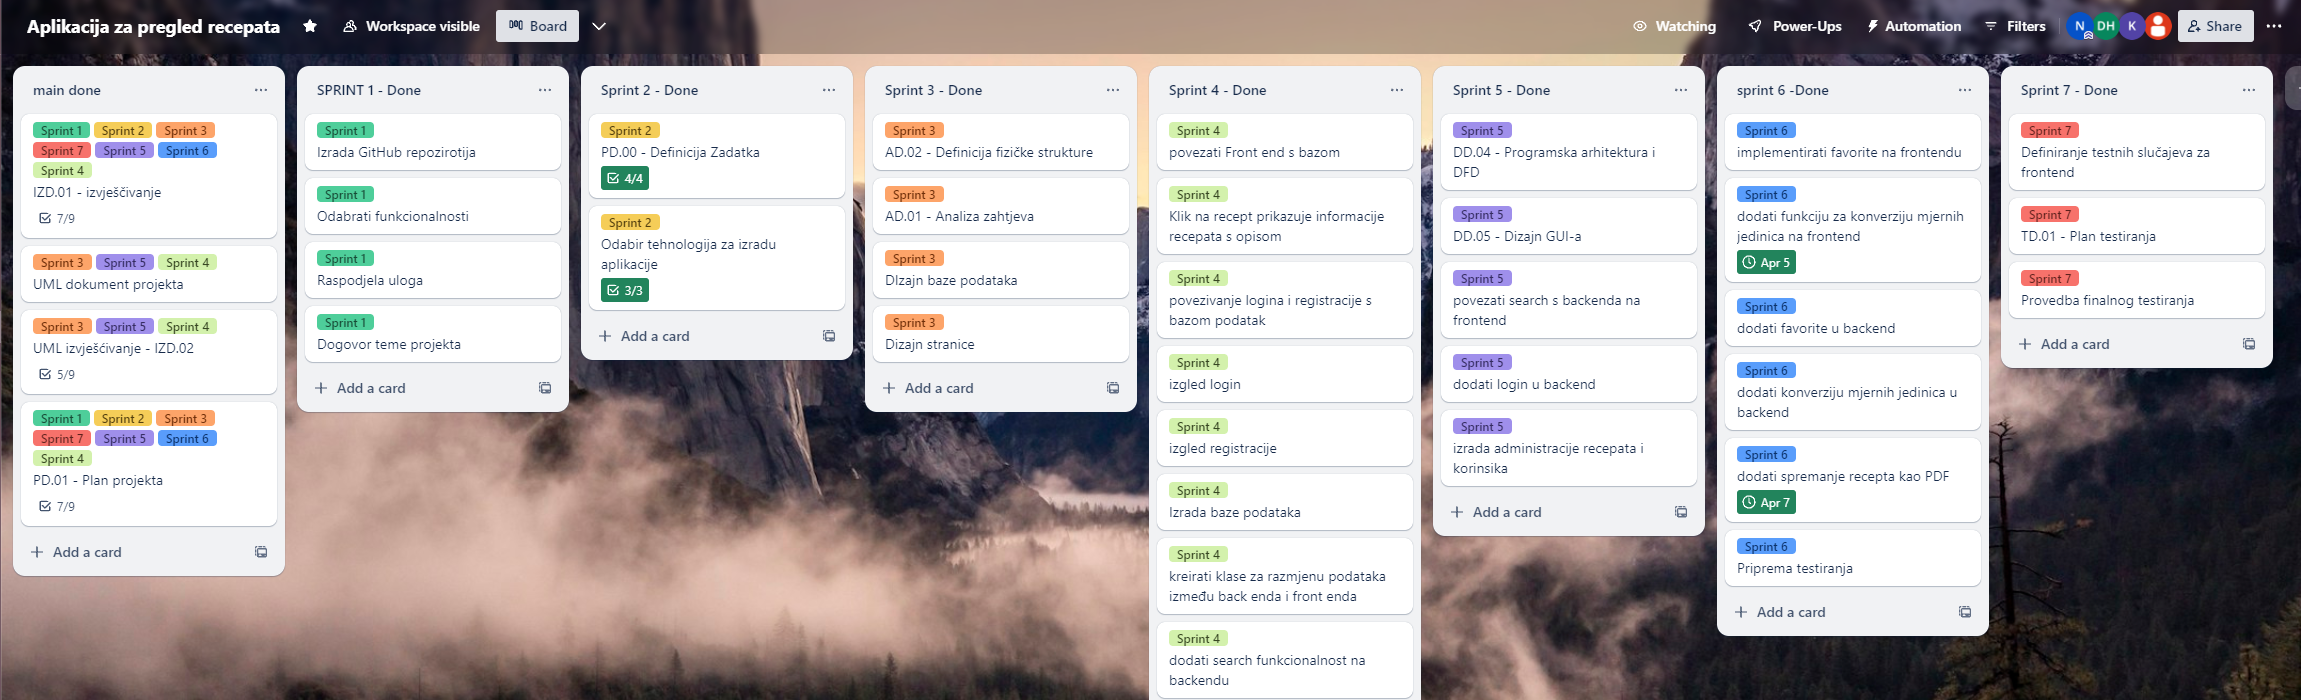 Aplikacija za pregled recepata
Workspace visible
Board
Watching
Power-Ups
Automation
Filters
N
DH
K
Share
main done
Sprint 1 Sprint 2 Sprint 3
Sprint 7 Sprint 5 Sprint 6
Sprint 4
IZD.01 - izvješčivanje
7/9
Sprint 3 Sprint 5 Sprint 4
UML dokument projekta
Sprint 3 Sprint 5 Sprint 4
UML izvješćivanje - IZD.02
5/9
Sprint 1 Sprint 2 Sprint 3
Sprint 7 Sprint 5 Sprint 6
Sprint 4
PD.01 - Plan projekta
7/9
+ Add a card
SPRINT 1 - Done
Sprint 1
Izrada GitHub repozirotija
Sprint 1
Odabrati funkcionalnosti
Sprint 1
Raspodjela uloga
Sprint 1
Dogovor teme projekta
+ Add a card
Sprint 2 - Done
Sprint 2
PD.00 - Definicija Zadatka
4/4
Sprint 2
Odabir tehnologija za izradu
aplikacije
3/3
+ Add a card
Sprint 3 - Done
Sprint 3
AD.02 - Definicija fizičke strukture
Sprint 3
AD.01 - Analiza zahtjeva
Sprint 3
DIzajn baze podataka
Sprint 3
Dizajn stranice
+ Add a card
Sprint 4 - Done
Sprint 4
povezati Front end s bazom
Sprint 4
Klik na recept prikazuje informacije
recepata s opisom
Sprint 4
povezivanje logina i registracije s
bazom podatak
Sprint 4
izgled login
Sprint 4
izgled registracije
Sprint 4
Izrada baze podataka
Sprint 4
kreirati klase za razmjenu podataka
između back enda i front enda
Sprint 4
dodati search funkcionalnost na
backendu
Sprint 5 - Done
Sprint 5
DD.04 - Programska arhitektura i
DFD
Sprint 5
DD.05 - Dizajn GUI-a
Sprint 5
povezati search s backenda na
frontend
Sprint 5
dodati login u backend
Sprint 5
izrada administracije recepata i
korinsika
+ Add a card
sprint 6 -Done
Sprint 6
implementirati favorite na frontendu
Sprint 6
dodati funkciju za konverziju mjernih
jedinica na frontend
Apr 5
Sprint 6
dodati favorite u backend
Sprint 6
dodati konverziju mjernih jedinica u
backend
Sprint 6
dodati spremanje recepta kao PDF
Apr 7
Sprint 6
Priprema testiranja
+ Add a card
Sprint 7 - Done
Sprint 7
Definiranje testnih slučajeva za
frontend
Sprint 7
TD.01 - Plan testiranja
Sprint 7
Provedba finalnog testiranja
+ Add a card